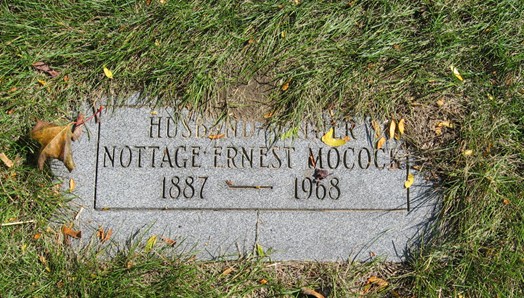 HUSBAND FATHER
NOTTAGE ERNEST MOCOCK
1887 — 1968